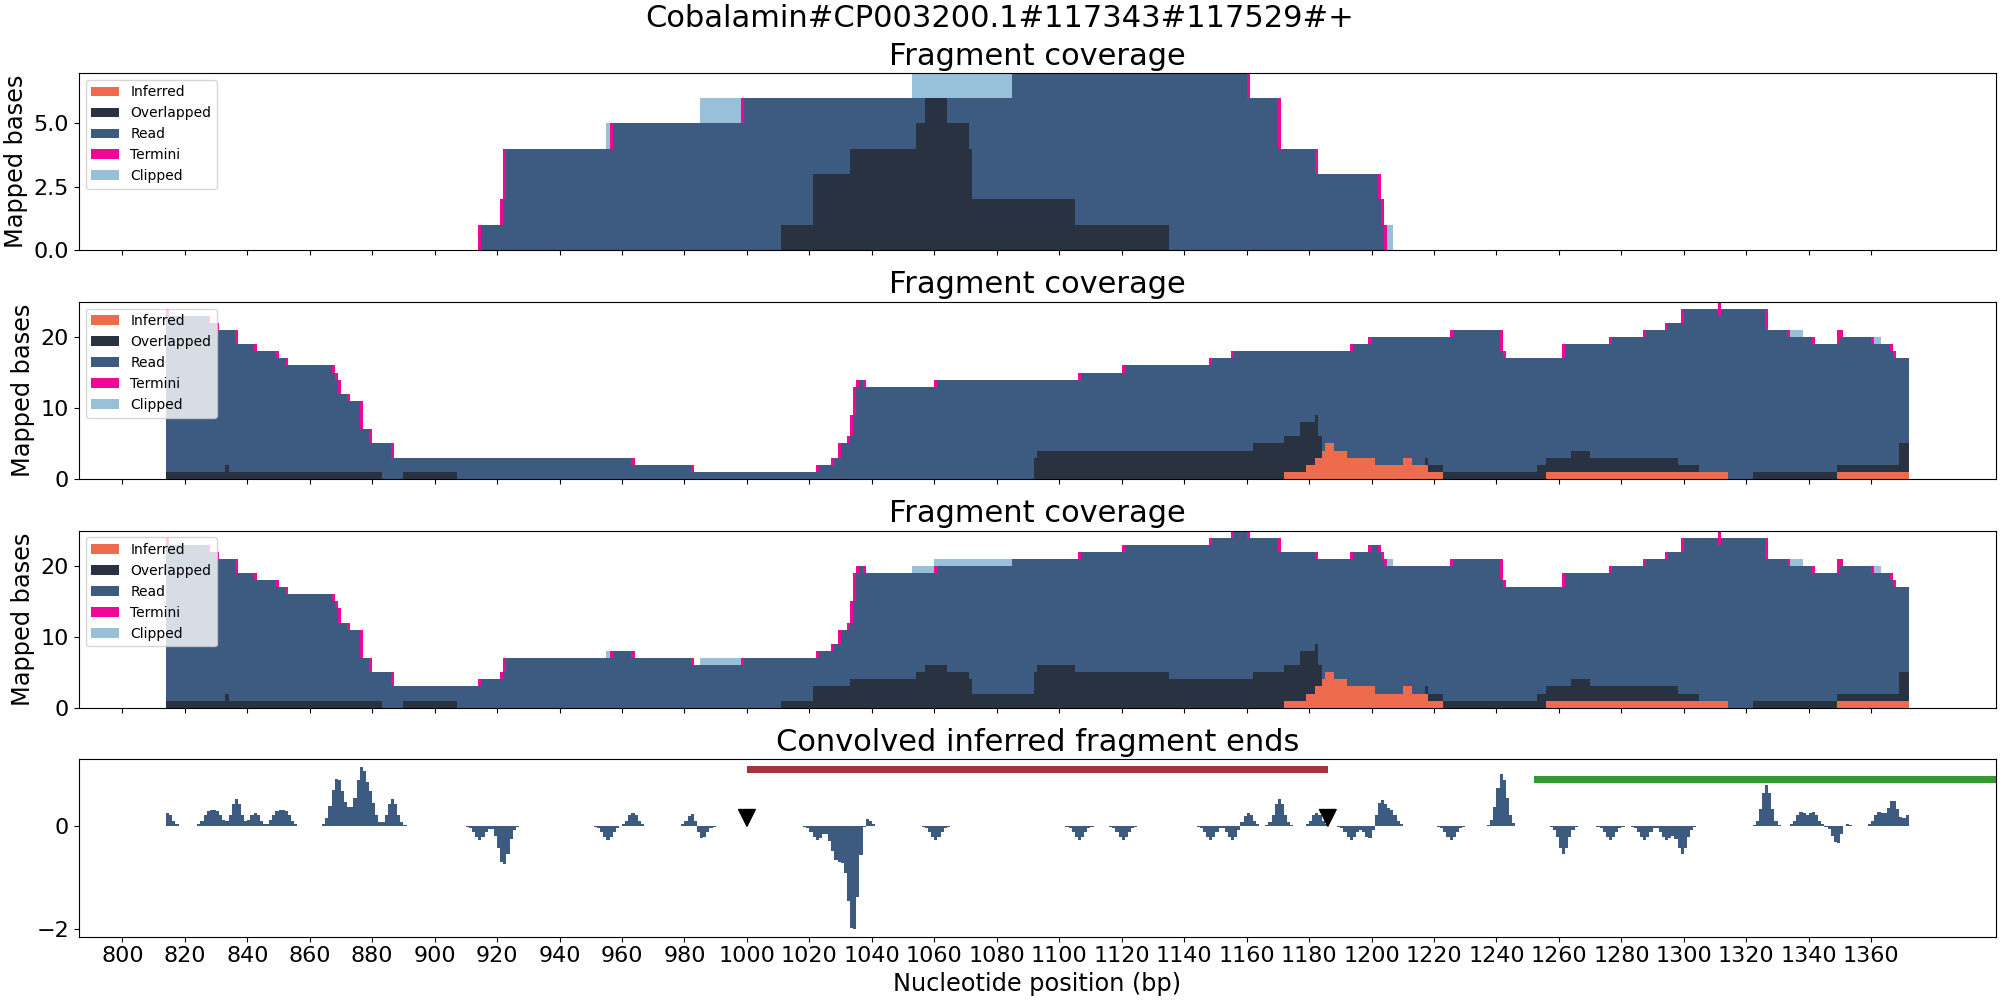 Cobalamin#CP003200.1#117343#117529#+
Fragment coverage
Mapped bases
5.0
2.5
0.0
Inferred
Overlapped
Read
Termini
Clipped
Fragment coverage
Mapped bases
20
10
0
Inferred
Overlapped
Read
Termini
Clipped
Fragment coverage
Mapped bases
20
10
0
Inferred
Overlapped
Read
Termini
Clipped
Convolved inferred fragment ends
0
−2
800 820 840 860 880 900 920 940 960 980 1000 1020 1040 1060 1080 1100 1120 1140 1160 1180 1200 1220 1240 1260 1280 1300 1320 1340 1360
Nucleotide position (bp)